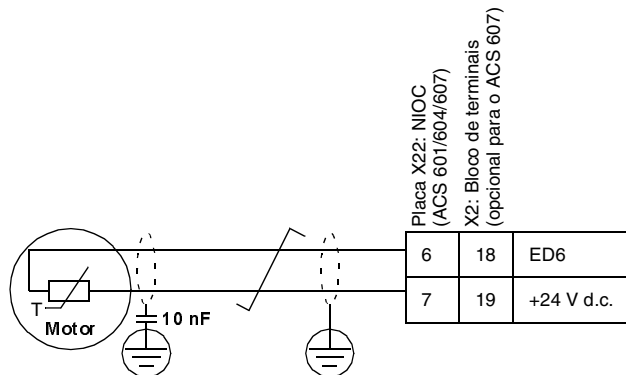 Placa X22: NIOC
(ACS 601/604/607)
X2: Bloco de terminais
(opcional para o ACS 607)
6 18 ED6
7 19 +24 V d.c.
T
Motor
10 nF